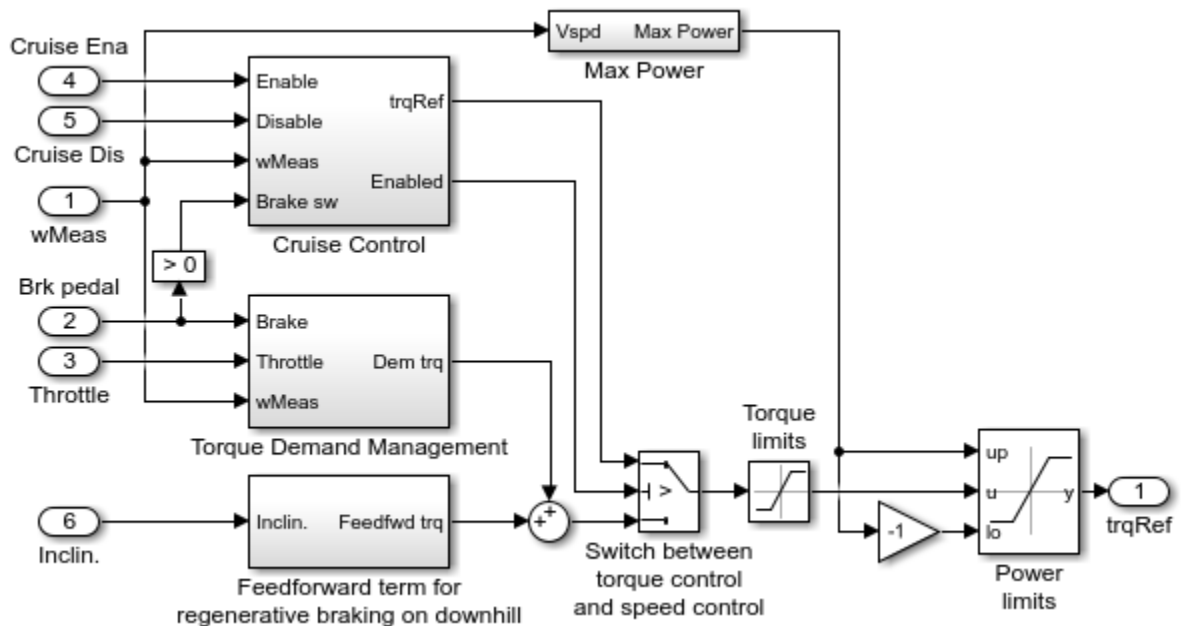 Vspd Max Power
Max Power
Cruise Ena
4
5
Cruise Dis
1
wMeas
Enable
Disable
wMeas
Brake sw
trqRef
Enabled
Cruise Control
> 0
Brk pedal
2
3
Throttle
Brake
Throttle
wMeas
Dem trq
Torque Demand Management
6
Inclin.
Inclin. Feedfwd trq
Feedforward term for
regenerative braking on downhill
+
+
>
Switch between
torque control
and speed control
Torque
limits
-1
up
u
lo
y
Power
limits
1
trqRef